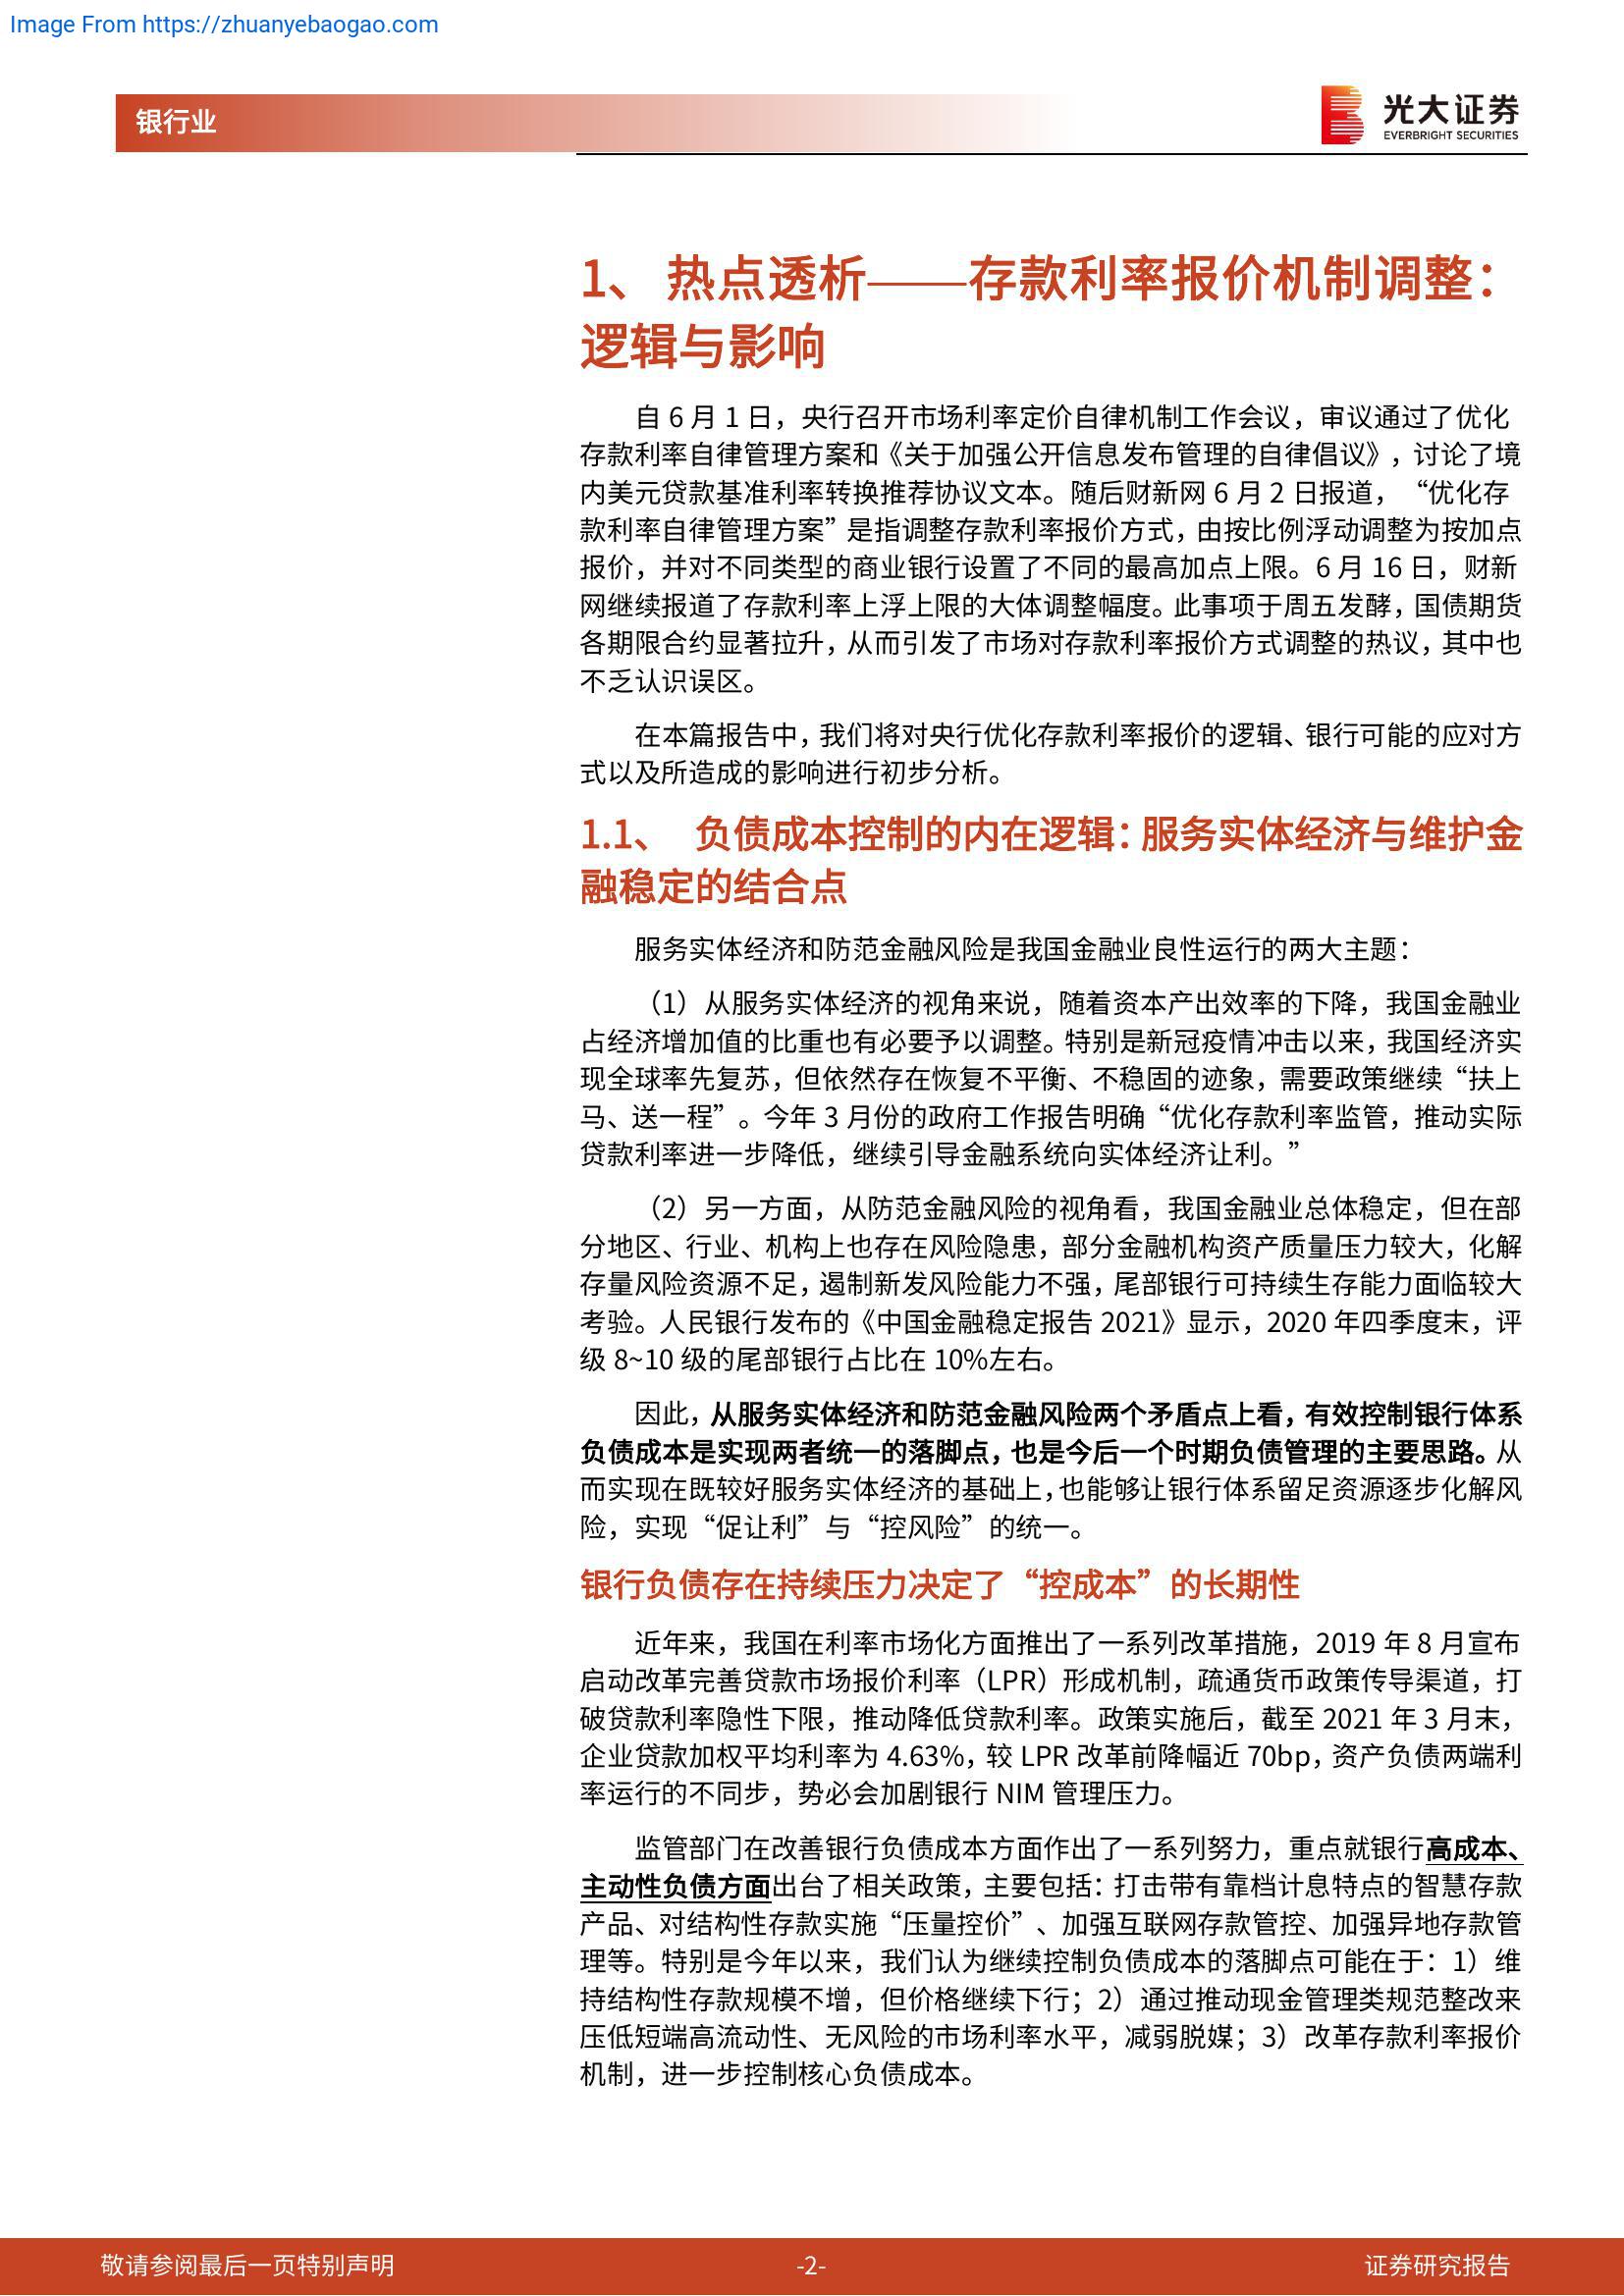 Image From https://zhuanyebaogao.com
银行业
光大证券
EVERBRIGHT SECURITIES
1、 热点透析——存款利率报价机制调整：
逻辑与影响
自 6 月 1 日，央行召开市场利率定价自律机制工作会议，审议通过了优化
存款利率自律管理方案和《关于加强公开信息发布管理的自律倡议》，讨论了境
内美元贷款基准利率转换推荐协议文本。随后财新网 6 月 2 日报道，“优化存
款利率自律管理方案”是指调整存款利率报价方式，由按比例浮动调整为按加点
报价，并对不同类型的商业银行设置了不同的最高加点上限。6 月 16 日，财新
网继续报道了存款利率上浮上限的大体调整幅度。此事项于周五发酵，国债期货
各期限合约显著拉升，从而引发了市场对存款利率报价方式调整的热议，其中也
不乏认识误区。
在本篇报告中，我们将对央行优化存款利率报价的逻辑、银行可能的应对方
式以及所造成的影响进行初步分析。
1.1、 负债成本控制的内在逻辑：服务实体经济与维护金
融稳定的结合点
服务实体经济和防范金融风险是我国金融业良性运行的两大主题：
（1）从服务实体经济的视角来说，随着资本产出效率的下降，我国金融业
占经济增加值的比重也有必要予以调整。特别是新冠疫情冲击以来，我国经济实
现全球率先复苏，但依然存在恢复不平衡、不稳固的迹象，需要政策继续“扶上
马、送一程”。今年 3 月份的政府工作报告明确“优化存款利率监管，推动实际
贷款利率进一步降低，继续引导金融系统向实体经济让利。”
（2）另一方面，从防范金融风险的视角看，我国金融业总体稳定，但在部
分地区、行业、机构上也存在风险隐患，部分金融机构资产质量压力较大，化解
存量风险资源不足，遏制新发风险能力不强，尾部银行可持续生存能力面临较大
考验。人民银行发布的《中国金融稳定报告 2021》显示，2020 年四季度末，评
级 8~10 级的尾部银行占比在 10%左右。
因此，从服务实体经济和防范金融风险两个矛盾点上看，有效控制银行体系
负债成本是实现两者统一的落脚点，也是今后一个时期负债管理的主要思路。从
而实现在既较好服务实体经济的基础上，也能够让银行体系留足资源逐步化解风
险，实现“促让利”与“控风险”的统一。
银行负债存在持续压力决定了“控成本”的长期性
近年来，我国在利率市场化方面推出了一系列改革措施，2019 年 8 月宣布
启动改革完善贷款市场报价利率（LPR）形成机制，疏通货币政策传导渠道，打
破贷款利率隐性下限，推动降低贷款利率。政策实施后，截至 2021 年 3 月末，
企业贷款加权平均利率为 4.63%，较 LPR 改革前降幅近 70bp，资产负债两端利
率运行的不同步，势必会加剧银行 NIM 管理压力。
监管部门在改善银行负债成本方面作出了一系列努力，重点就银行高成本、
主动性负债方面出台了相关政策，主要包括：打击带有靠档计息特点的智慧存款
产品、对结构性存款实施“压量控价”、加强互联网存款管控、加强异地存款管
理等。特别是今年以来，我们认为继续控制负债成本的落脚点可能在于：1）维
持结构性存款规模不增，但价格继续下行；2）通过推动现金管理类规范整改来
压低短端高流动性、无风险的市场利率水平，减弱脱媒；3）改革存款利率报价
机制，进一步控制核心负债成本。
敬请参阅最后一页特别声明
-2-
证券研究报告